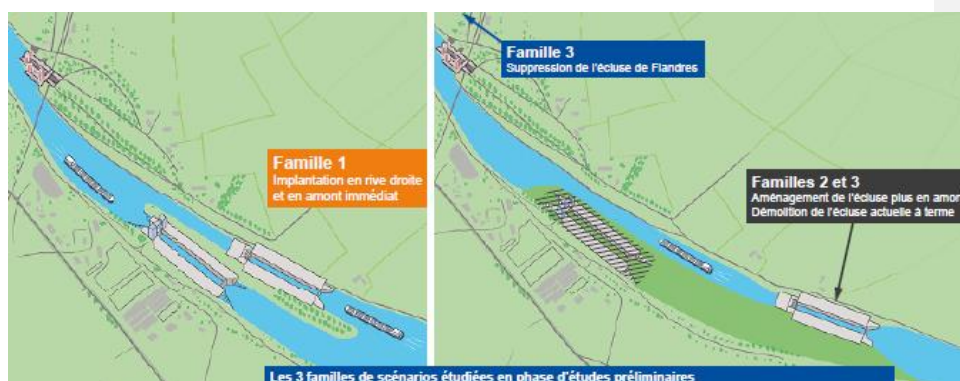 Famille 3
Suppression de l'écluse de Flandres
Famille 1
Implantation en rive droite
et en amont immédiat
Familles 2 et 3
Aménagement de l'écluse plus en amon
Démolition de l'écluse actuelle à terme
Les 3 familles de scénarios étudiées en phase d'études préliminaires